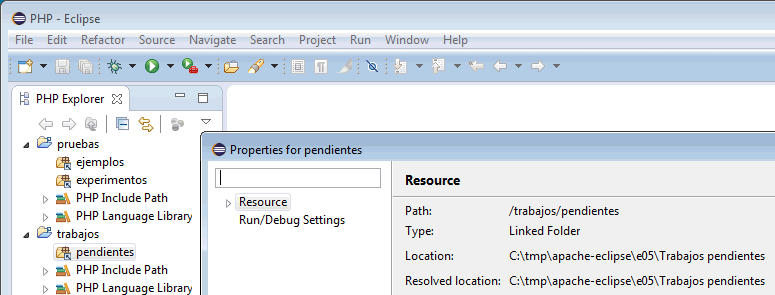 PHP - Eclipse
File Edit Refactor Source Navigate Search Project Run Window Help
PHP Explorer
pruebas
ejemplos
experimentos
PHP Include Path
PHP Language Library
trabajos
pendientes
PHP Include Path
PHP Language Library
Properties for pendientes
Resource
Run/Debug Settings
Resource
Path: /trabajos/pendientes
Type: Linked Folder
Location: C:\tmp\apache-eclipse\e05\Trabajos pendientes
Resolved location: C:\tmp\apache-eclipse\e05\Trabajos pendientes